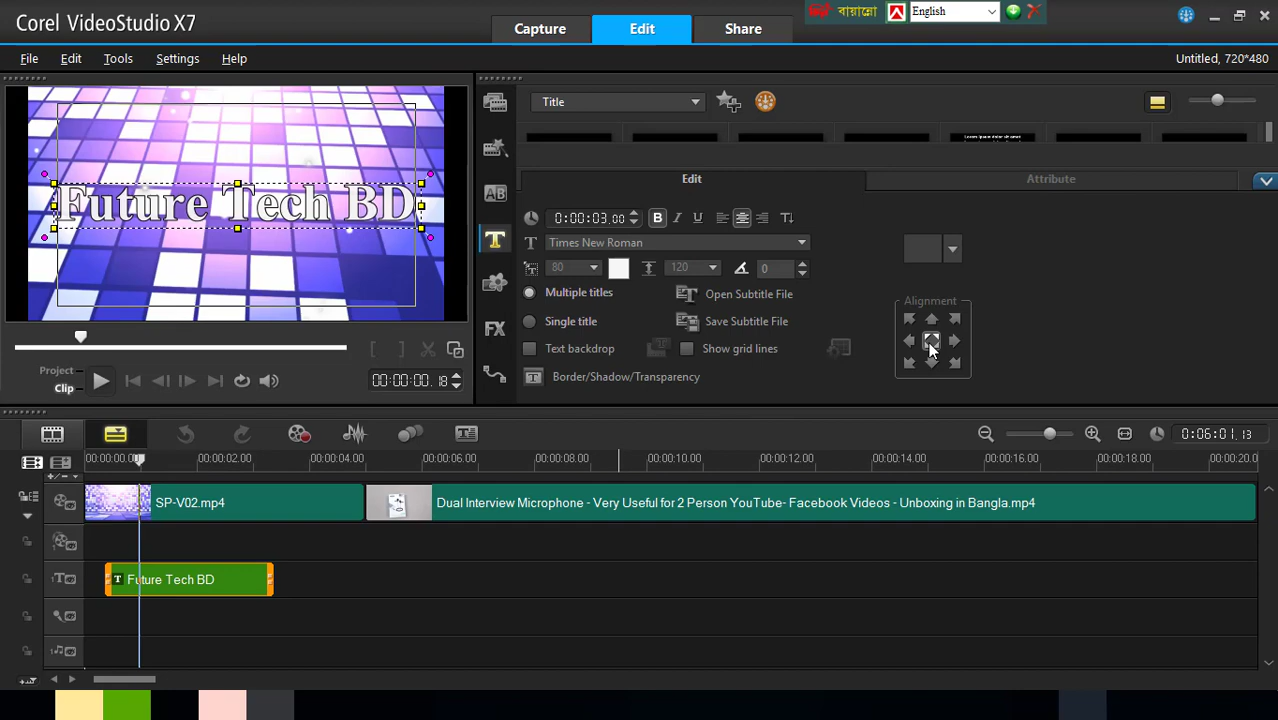 Corel VideoStudio X7
Capture
Edit
Share
বায়ান্নো
English
File
Edit
Tools
Settings
Help
Untitled, 720*480
Future Tech BD
Title
Edit
Attribute
0:00:03.00
B
I
U
Times New Roman
80
120
0
Multiple titles
Open Subtitle File
Single title
Save Subtitle File
Text backdrop
Show grid lines
Border/Shadow/Transparency
Alignment
Project
Clip
00:00:00.18
0:06:01.13
00:00:00.00
00:00:02.00
00:00:04.00
00:00:06.00
00:00:08.00
00:00:10.00
00:00:12.00
00:00:14.00
00:00:16.00
00:00:18.00
00:00:20.0
SP-V02.mp4
Dual Interview Microphone - Very Useful for 2 Person YouTube- Facebook Videos - Unboxing in Bangla.mp4
Future Tech BD